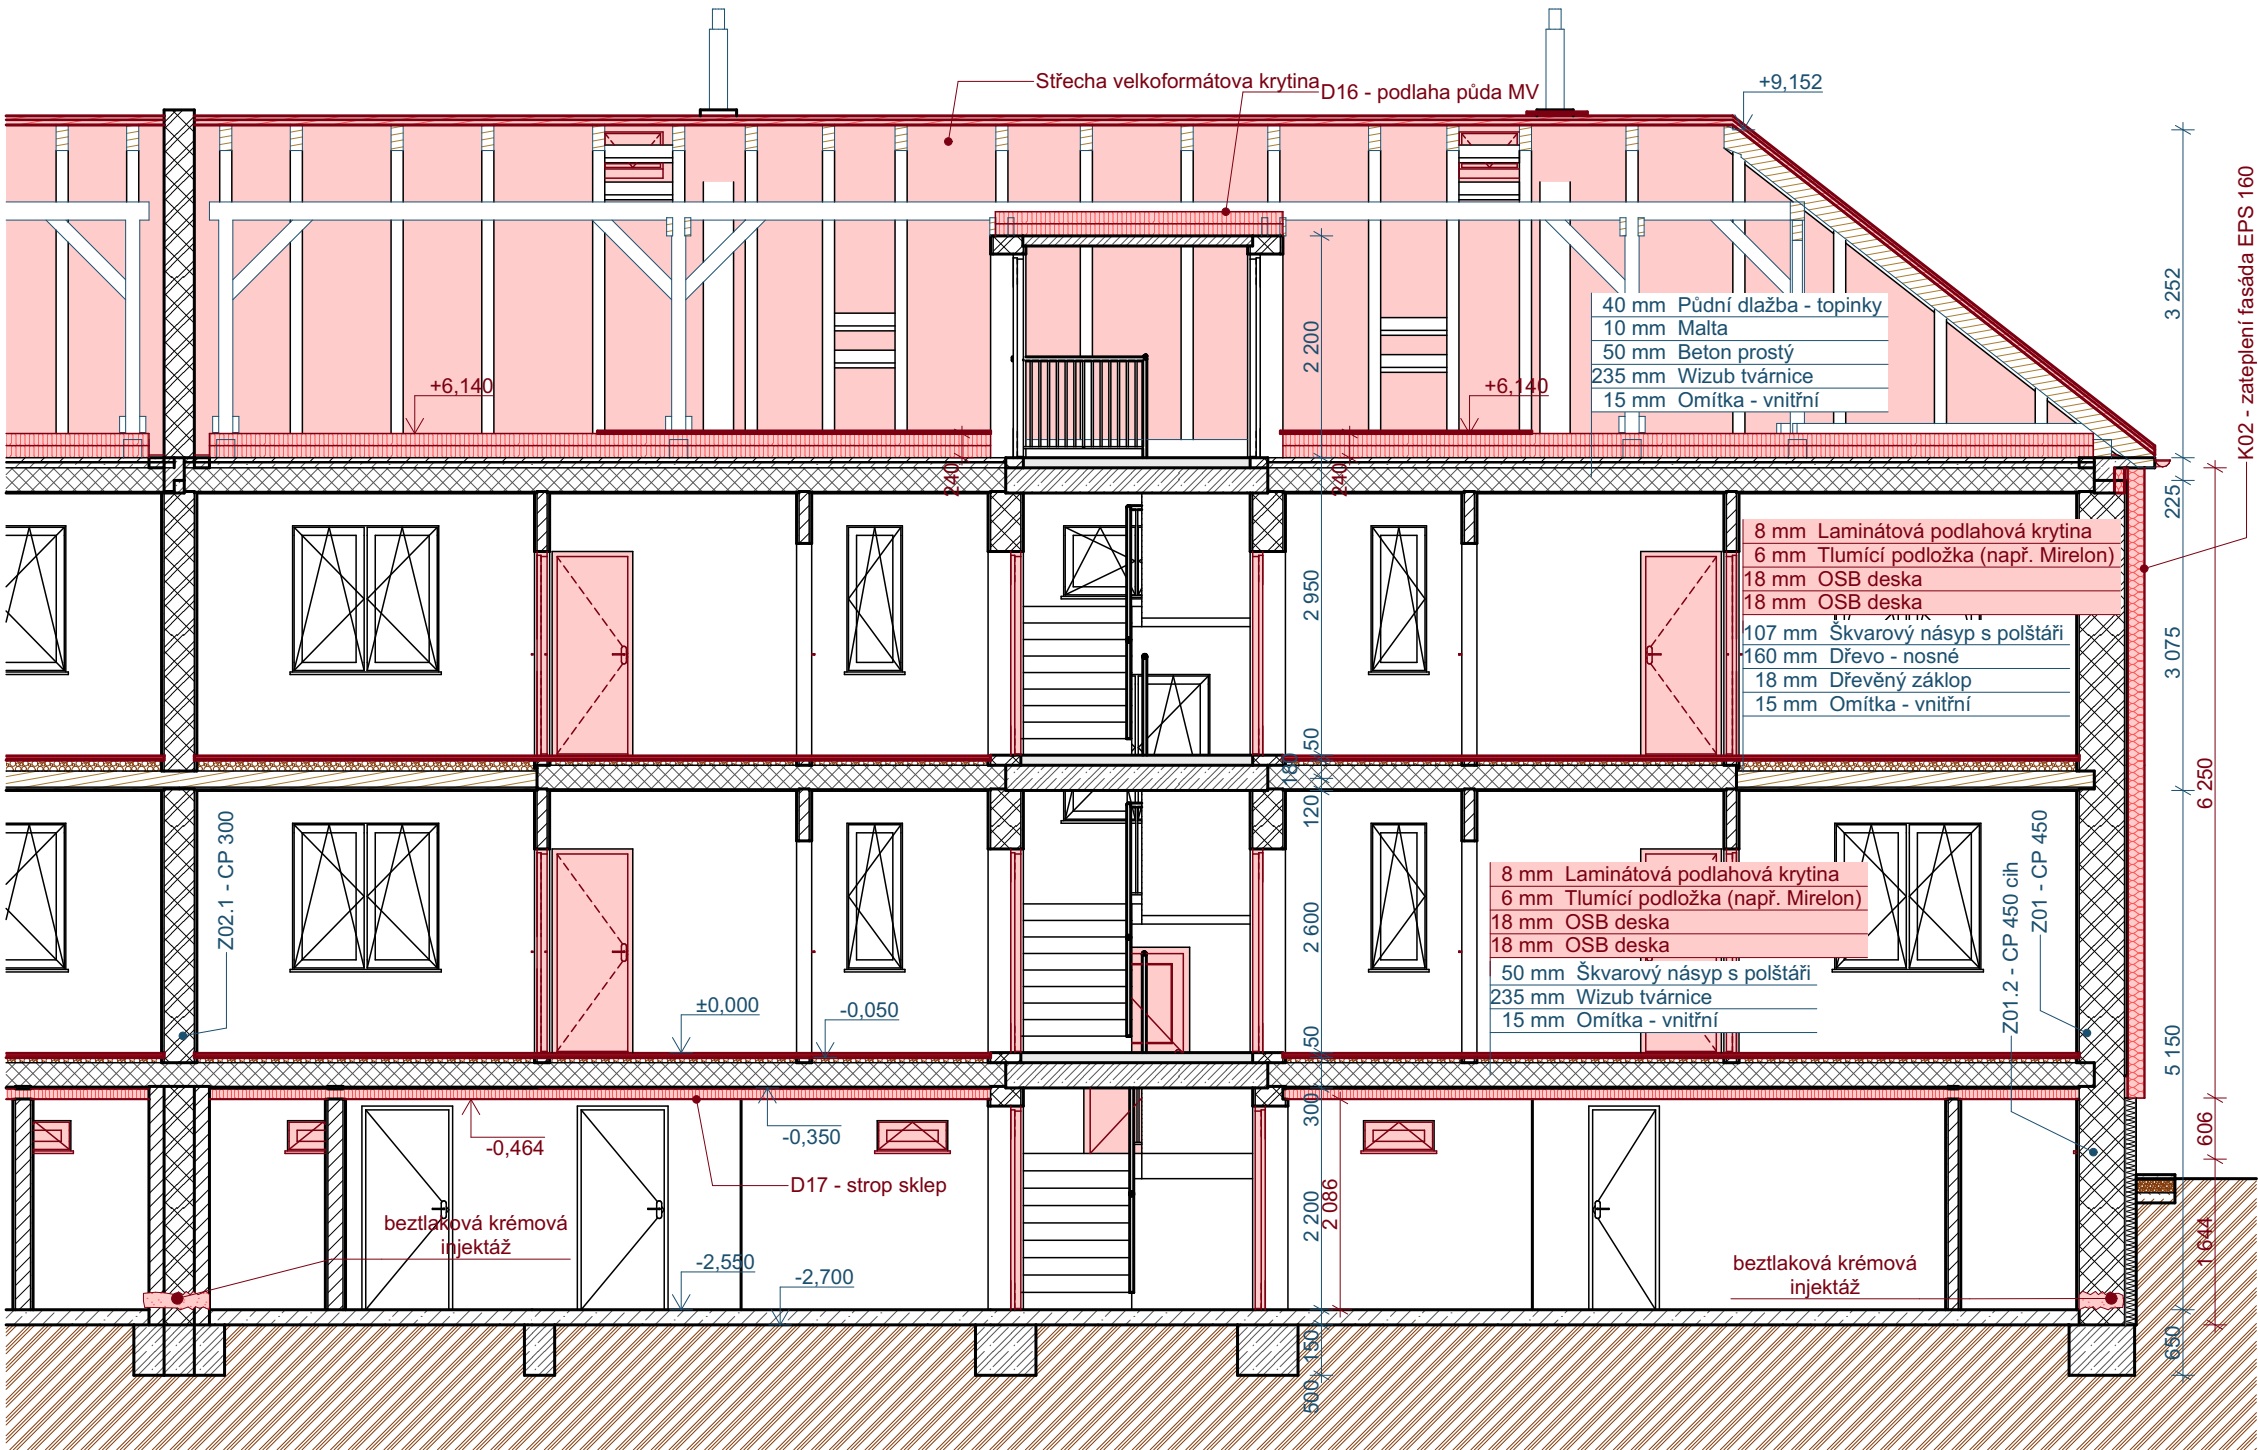 Střecha velkoformátova krytina
D16 - podlaha půda MV
+9,152
K02 - zateplení fasáda EPS 160
3 252
40 mm Půdní dlažba - topinky
10 mm Malta
50 mm Beton prostý
235 mm Wizub tvárnice
15 mm Omítka - vnitřní
2 200
+6,140
+6,140
240
240
225
8 mm Laminátová podlahová krytina
6 mm Tlumící podložka (např. Mirelon)
18 mm OSB deska
18 mm OSB deska
107 mm Škvarový násyp s polštáři
160 mm Dřevo - nosné
18 mm Dřevěný záklop
15 mm Omítka - vnitřní
2 950
3 075
50
180
120
6 250
Z02.1 - CP 300
Z01 - CP 450
Z01.2 - CP 450 cih
8 mm Laminátová podlahová krytina
6 mm Tlumící podložka (např. Mirelon)
18 mm OSB deska
18 mm OSB deska
50 mm Škvarový násyp s polštáři
235 mm Wizub tvárnice
15 mm Omítka - vnitřní
2 600
±0,000
-0,050
50
5 150
300
-0,464
-0,350
606
D17 - strop sklep
2 200
2 086
beztlaková krémová
injektáž
-2,550
-2,700
beztlaková krémová
injektáž
1 644
150
650
500